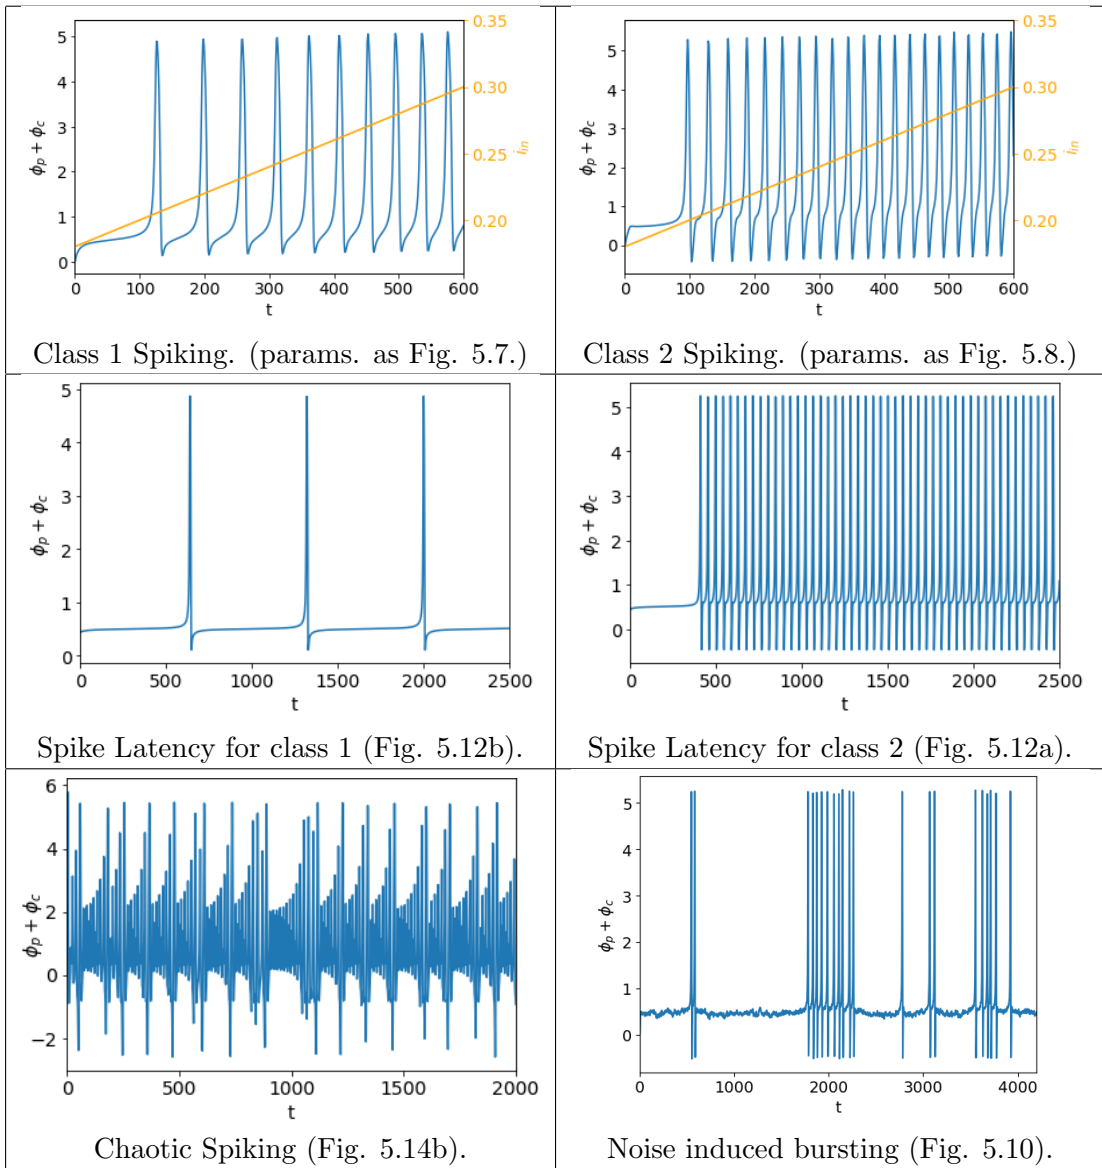 5
4
3
2
1
0
ϕp + ϕc
0.35
0.30
0.25
0.20
iin
0 100 200 300 400 500 600
t
Class 1 Spiking. (params. as Fig. 5.7.)
5
4
3
2
1
0
ϕp + ϕc
0.35
0.30
0.25
0.20
iin
0 100 200 300 400 500 600
t
Class 2 Spiking. (params. as Fig. 5.8.)
5
4
3
2
1
0
ϕp + ϕc
0 500 1000 1500 2000 2500
t
Spike Latency for class 1 (Fig. 5.12b).
5
4
3
2
1
0
ϕp + ϕc
0 500 1000 1500 2000 2500
t
Spike Latency for class 2 (Fig. 5.12a).
6
4
2
0
−2
ϕp + ϕc
0 500 1000 1500 2000
t
Chaotic Spiking (Fig. 5.14b).
5
4
3
2
1
0
ϕp + ϕc
0 1000 2000 3000 4000
t
Noise induced bursting (Fig. 5.10).